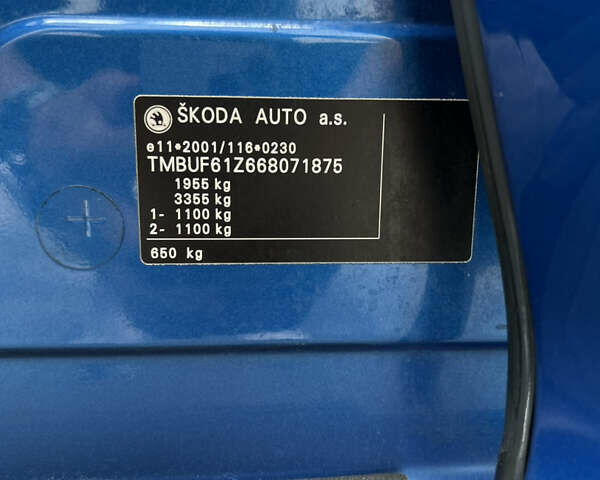 ŠKODA AUTO a.s.
e11*2001/116*0230
TMBUF61Z668071875
1955 kg
3355 kg
1- 1100 kg
2- 1100 kg
650 kg